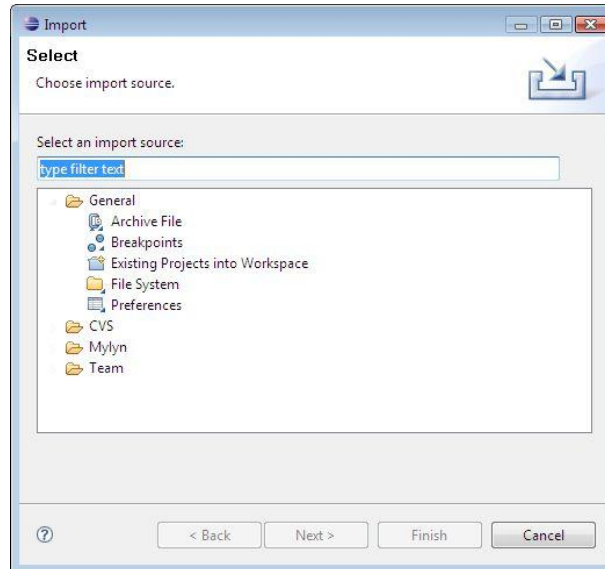 Import
Select
Choose import source.
Select an import source:
type filter text
General
Archive File
Breakpoints
Existing Projects into Workspace
File System
Preferences
CVS
Mylyn
Team
?
< Back Next > Finish Cancel